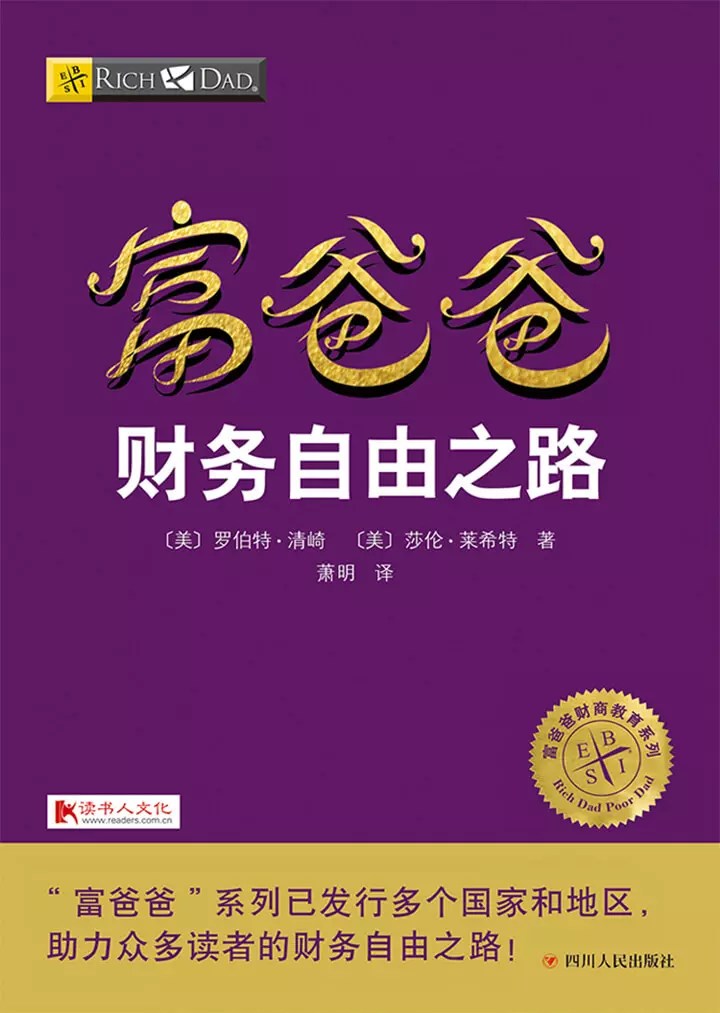 E B S I RICH DAD®
富爸爸
财务自由之路
〔美〕罗伯特·清崎 〔美〕莎伦·莱希特 著
萧明 译
富爸爸财商教育系列
E B
S I
Rich Dad Poor Dad
读书人文化
www.readers.com.cn
“富爸爸”系列已发行多个国家和地区，
助力众多读者的财务自由之路！
四川人民出版社